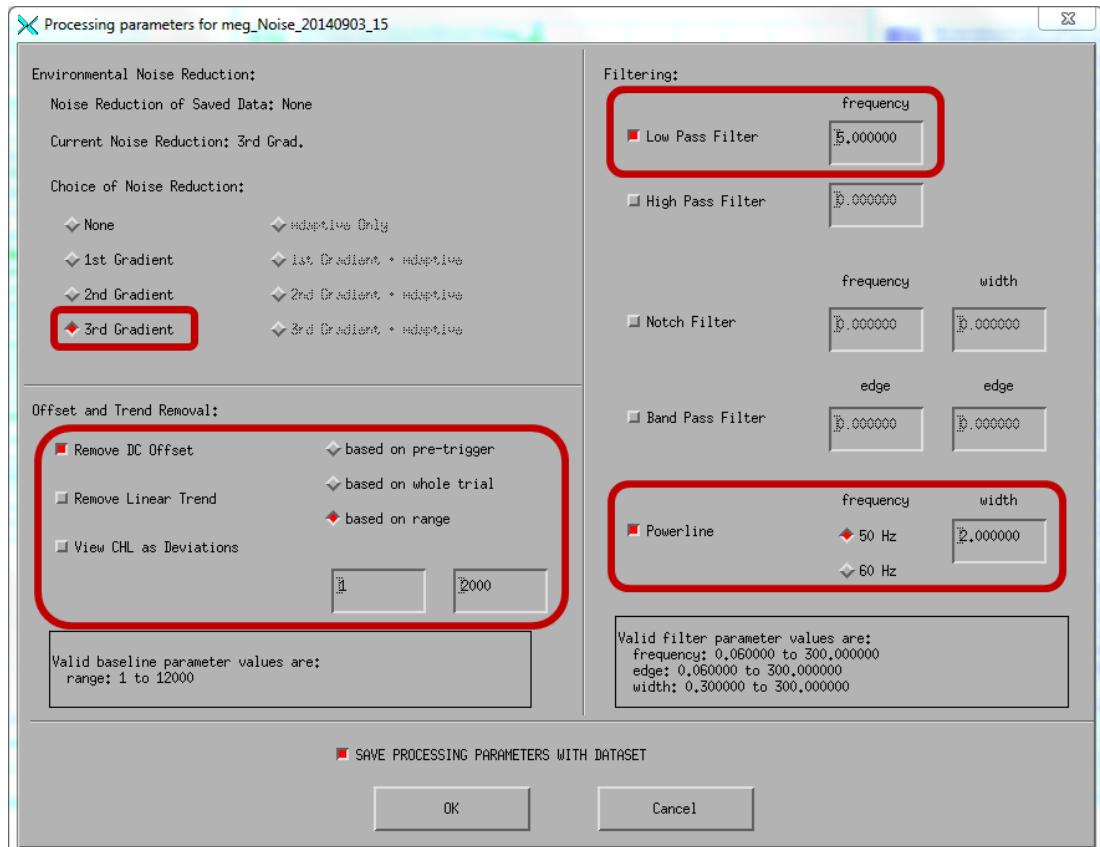 Processing parameters for meg_Noise_20140903_15
Environmental Noise Reduction:
Noise Reduction of Saved Data: None
Current Noise Reduction: 3rd Grad.
Choice of Noise Reduction:
None
Adaptive Only
1st Gradient
1st Gradient + Adaptive
2nd Gradient
2nd Gradient + Adaptive
3rd Gradient
3rd Gradient + Adaptive
Offset and Trend Removal:
Remove DC Offset
based on pre-trigger
based on whole trial
Remove Linear Trend
based on range
View CHL as Deviations
1
2000
Valid baseline parameter values are:
range: 1 to 12000
Filtering:
frequency
Low Pass Filter
5.000000
High Pass Filter
0.000000
frequency width
Notch Filter
0.000000
0.000000
edge edge
Band Pass Filter
0.000000
0.000000
frequency width
Powerline
50 Hz
2.000000
60 Hz
Valid filter parameter values are:
frequency: 0.060000 to 300.000000
edge: 0.060000 to 300.000000
width: 0.300000 to 300.000000
SAVE PROCESSING PARAMETERS WITH DATASET
OK
Cancel